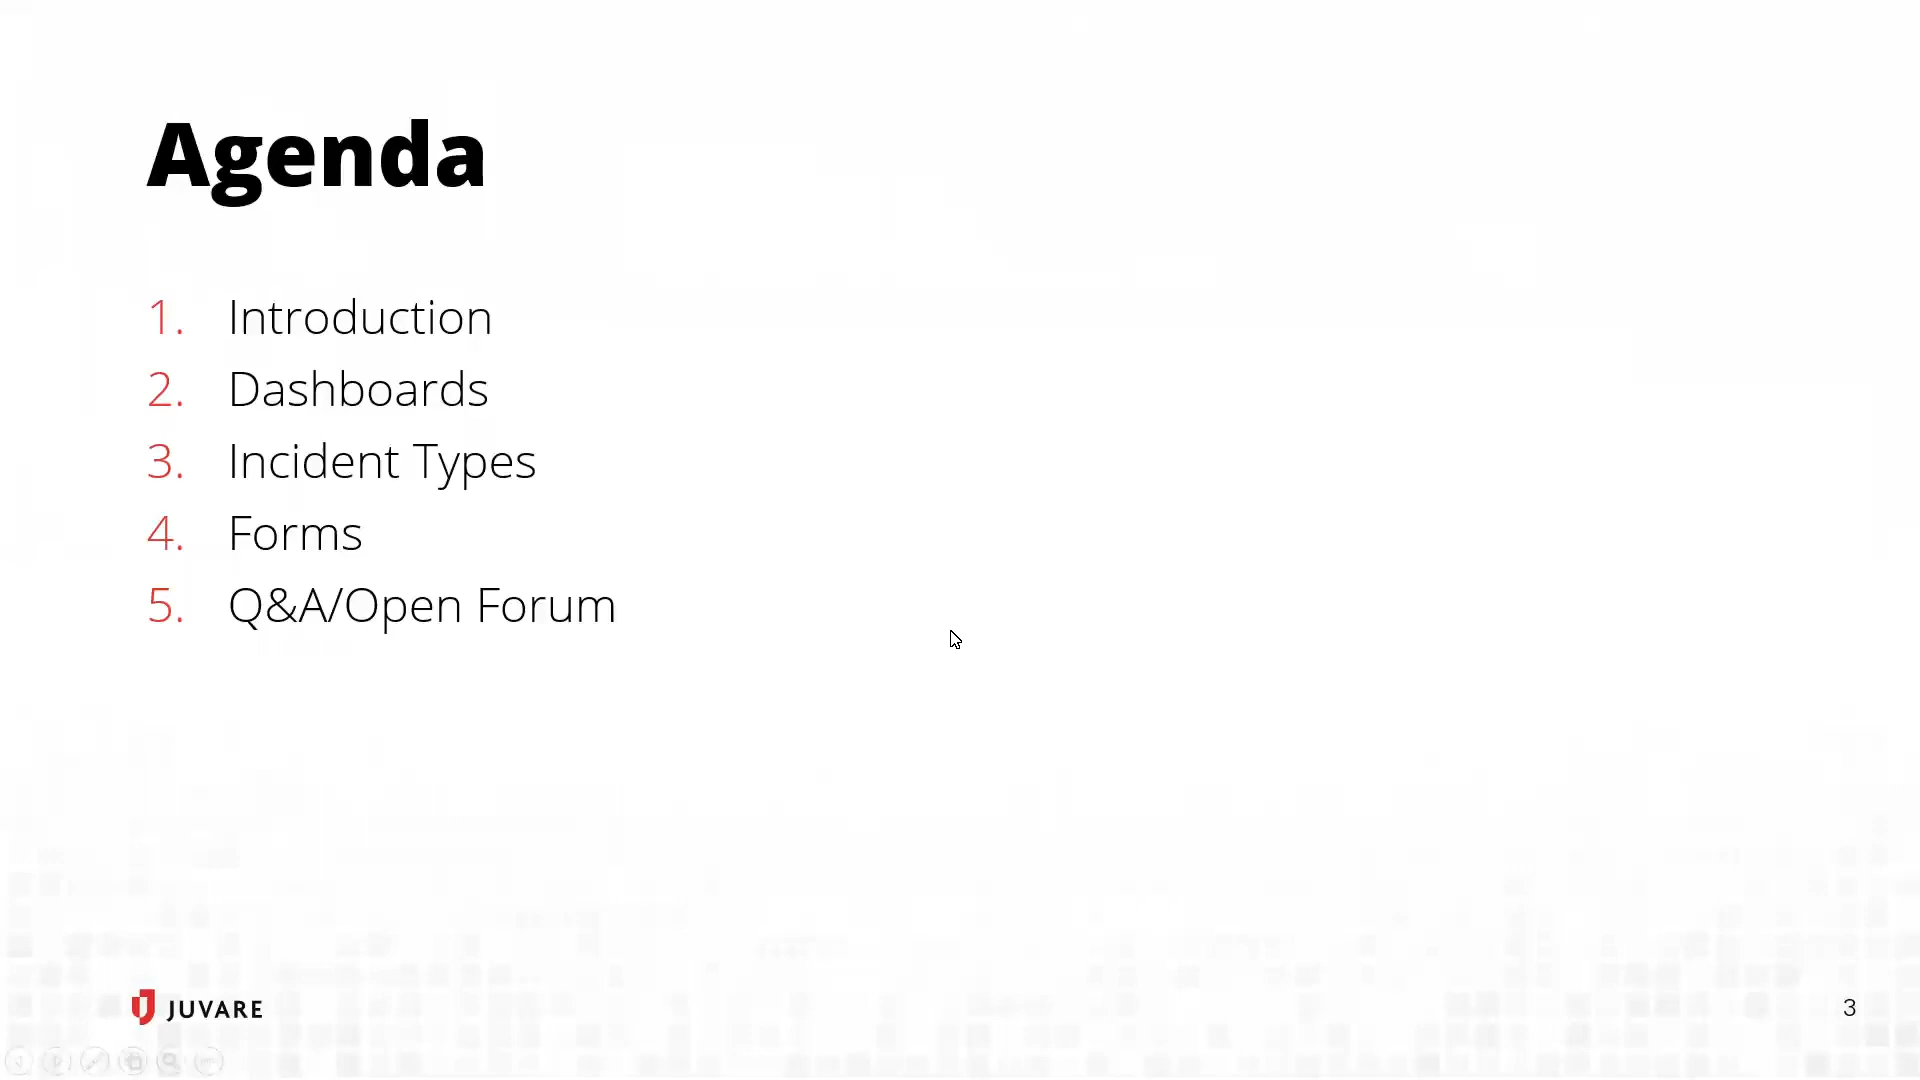 Agenda
1. Introduction
2. Dashboards
3. Incident Types
4. Forms
5. Q&A/Open Forum
JUVARE
3